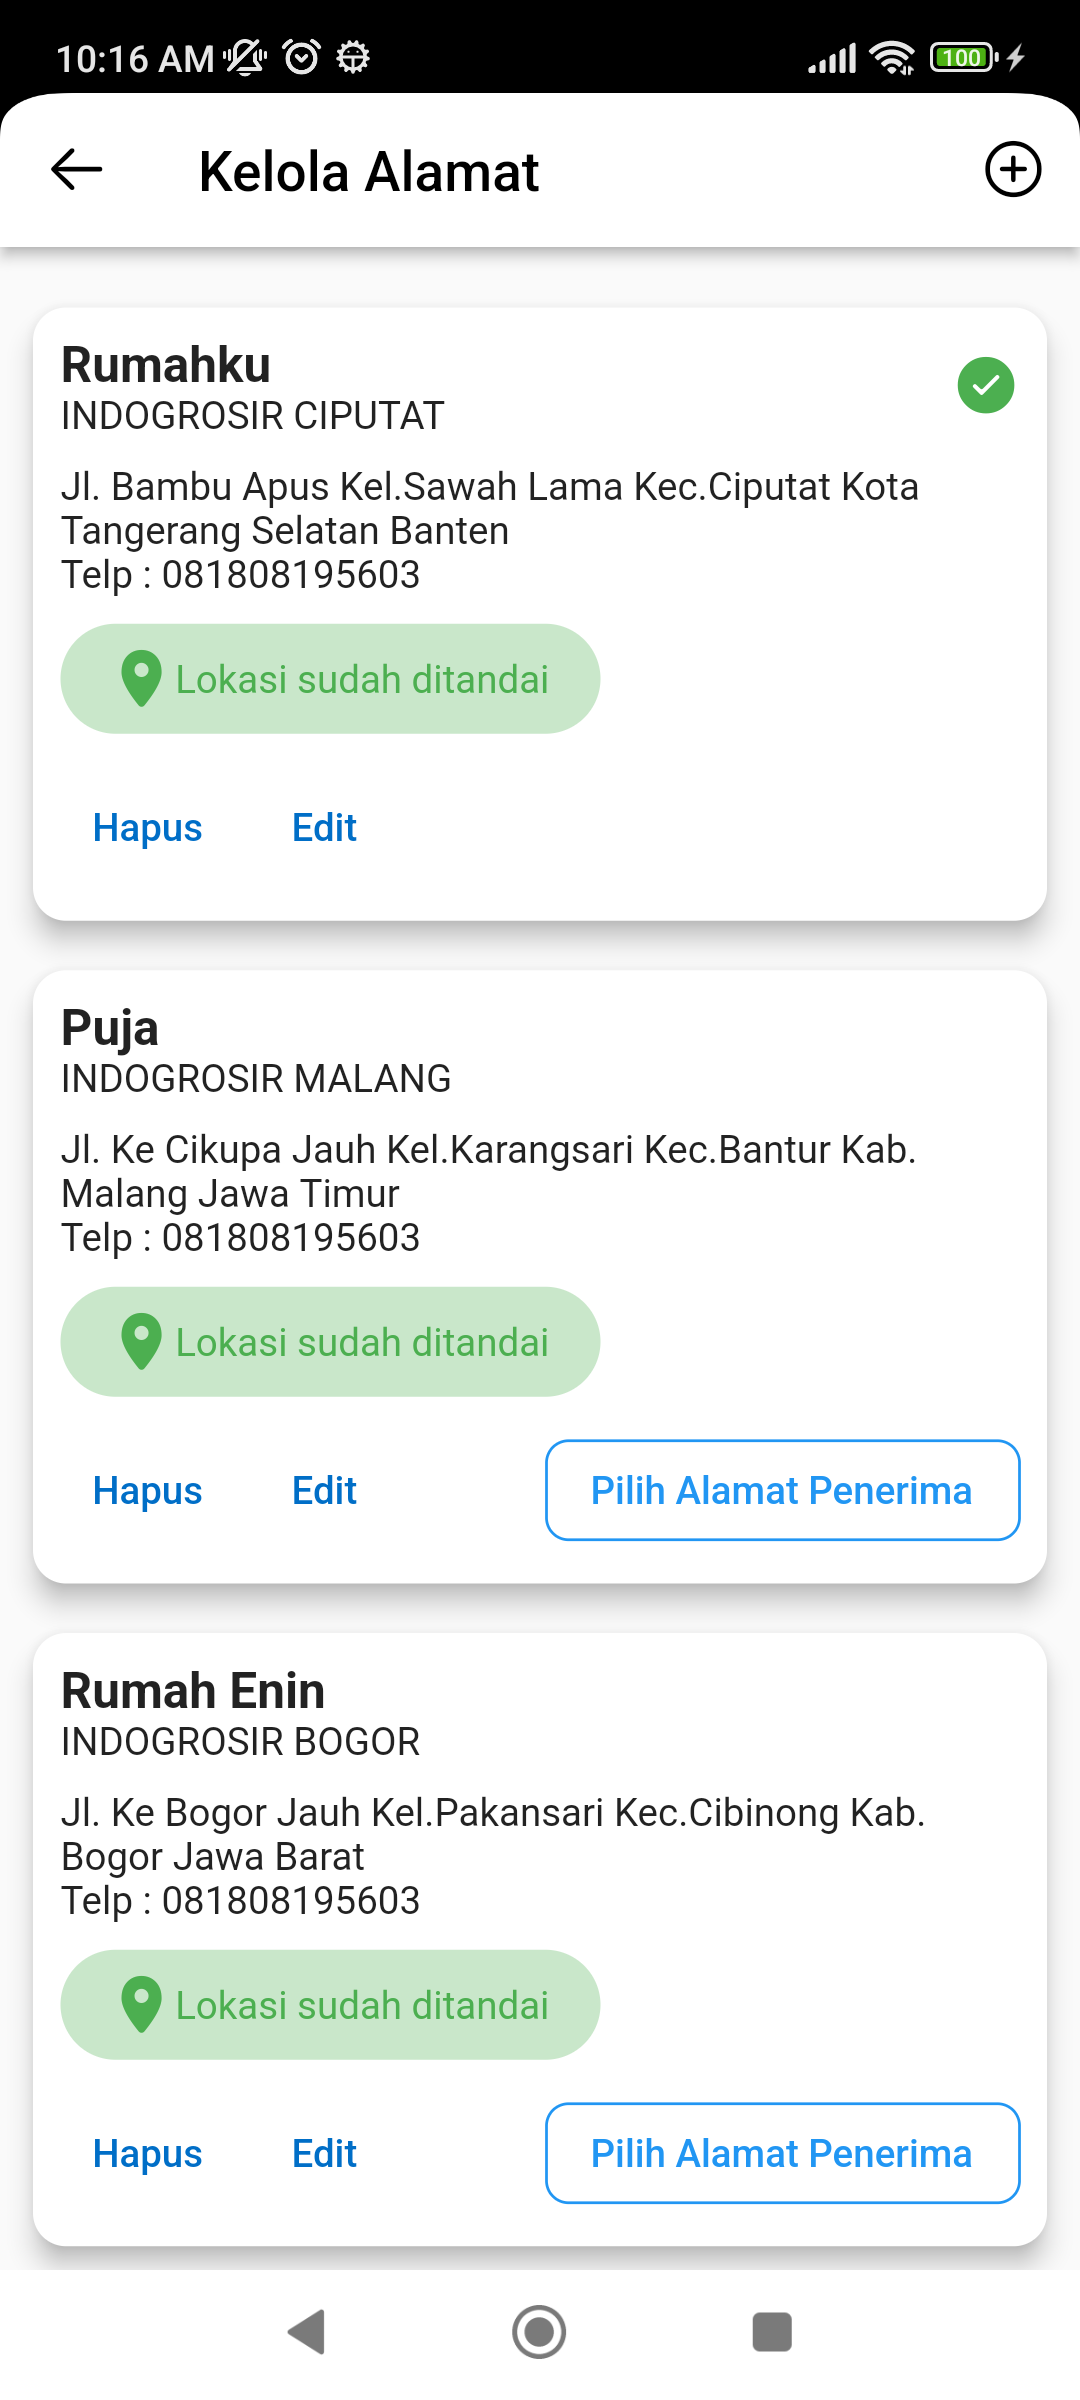 10:16 AM
100
Kelola Alamat
Rumahku
INDOGROSIR CIPUTAT
Jl. Bambu Apus Kel.Sawah Lama Kec.Ciputat Kota
Tangerang Selatan Banten
Telp : 081808195603
Lokasi sudah ditandai
Hapus Edit
Puja
INDOGROSIR MALANG
Jl. Ke Cikupa Jauh Kel.Karangsari Kec.Bantur Kab.
Malang Jawa Timur
Telp : 081808195603
Lokasi sudah ditandai
Hapus Edit Pilih Alamat Penerima
Rumah Enin
INDOGROSIR BOGOR
Jl. Ke Bogor Jauh Kel.Pakansari Kec.Cibinong Kab.
Bogor Jawa Barat
Telp : 081808195603
Lokasi sudah ditandai
Hapus Edit Pilih Alamat Penerima